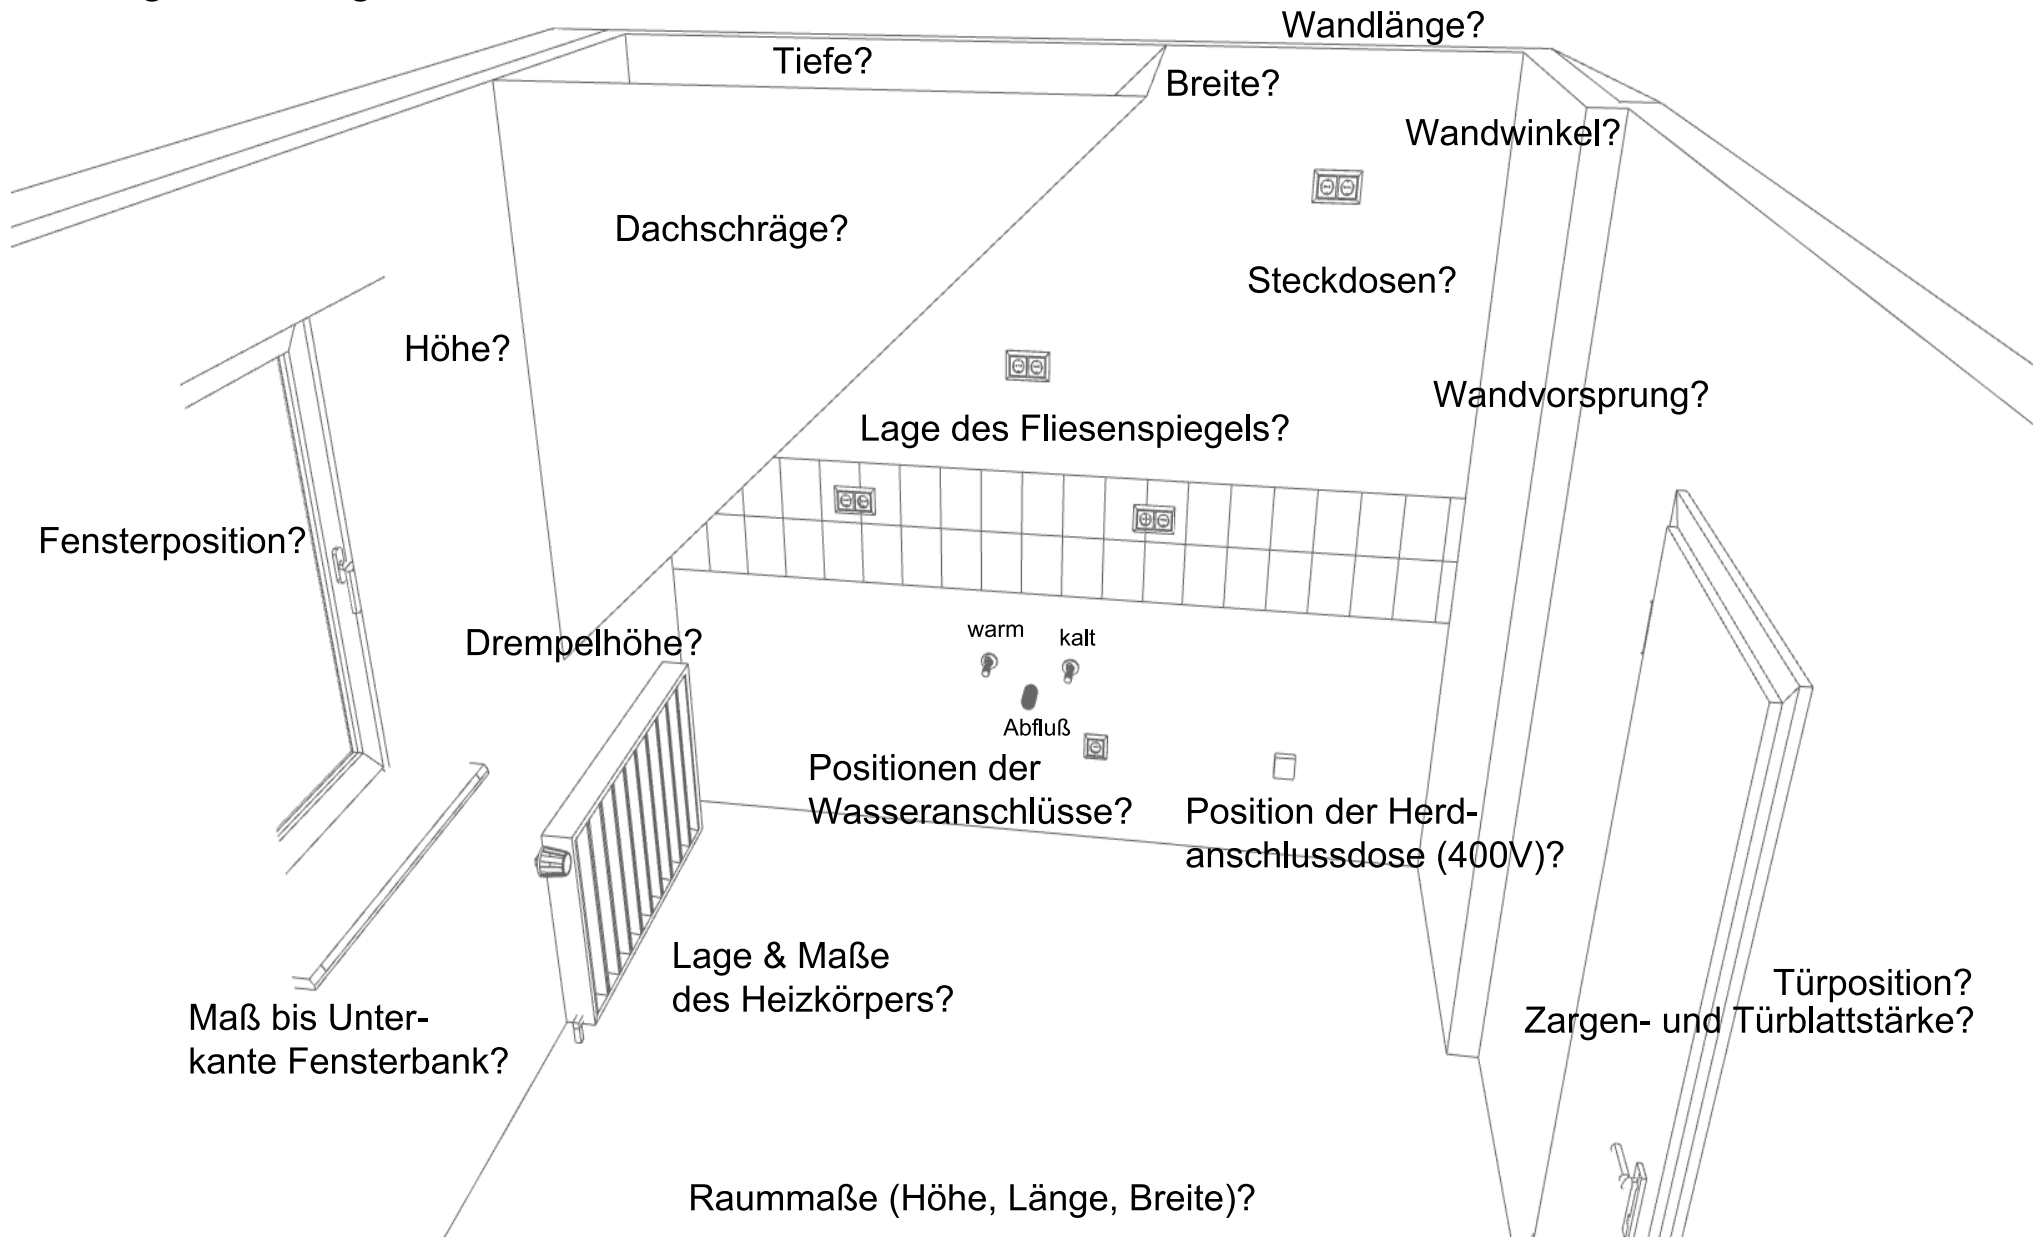 Wandlänge?
Tiefe?
Breite?
Wandwinkel?
Dachschräge?
Steckdosen?
Höhe?
Wandvorsprung?
Lage des Fliesenspiegels?
Fensterposition?
Drempelhöhe?
warm
kalt
Abfluß
Positionen der
Wasseranschlüsse?
Position der Herd-
anschlussdose (400V)?
Lage & Maße
des Heizkörpers?
Maß bis Unter-
kante Fensterbank?
Türposition?
Zargen- und Türblattstärke?
Raummaße (Höhe, Länge, Breite)?